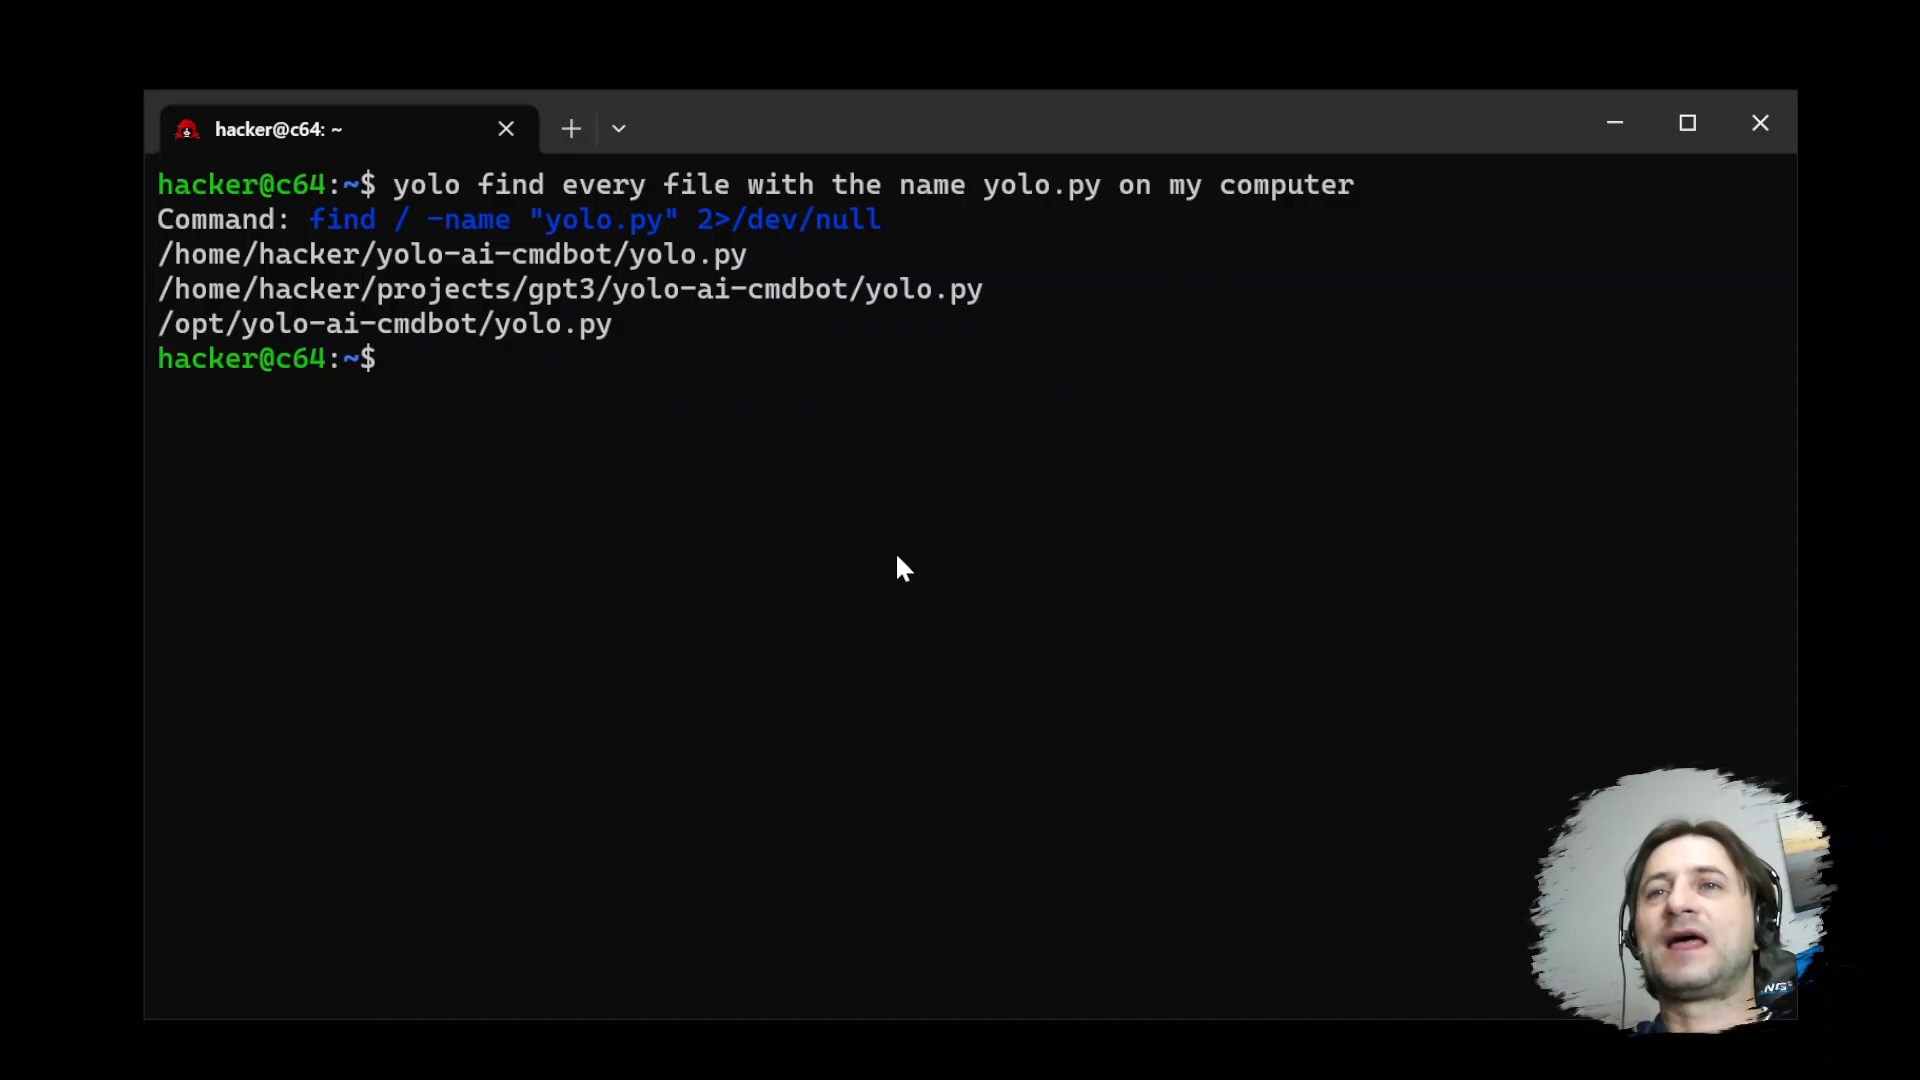 hacker@c64: ~
hacker@c64:~$ yolo find every file with the name yolo.py on my computer
Command: find / -name "yolo.py" 2>/dev/null
/home/hacker/yolo-ai-cmdbot/yolo.py
/home/hacker/projects/gpt3/yolo-ai-cmdbot/yolo.py
/opt/yolo-ai-cmdbot/yolo.py
hacker@c64:~$